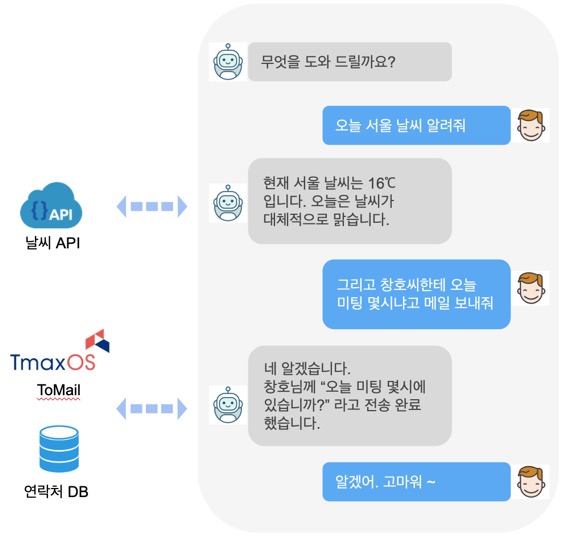 무엇을 도와 드릴까요?
오늘 서울 날씨 알려줘
현재 서울 날씨는 16℃
입니다. 오늘은 날씨가
대체적으로 맑습니다.
{}API
날씨 API
그리고 창호씨한테 오늘
미팅 몇시냐고 메일 보내줘
TmaxOS
ToMail
네 알겠습니다.
창호님께 “오늘 미팅 몇시에
있습니까?” 라고 전송 완료
했습니다.
연락처 DB
알겠어. 고마워 ~